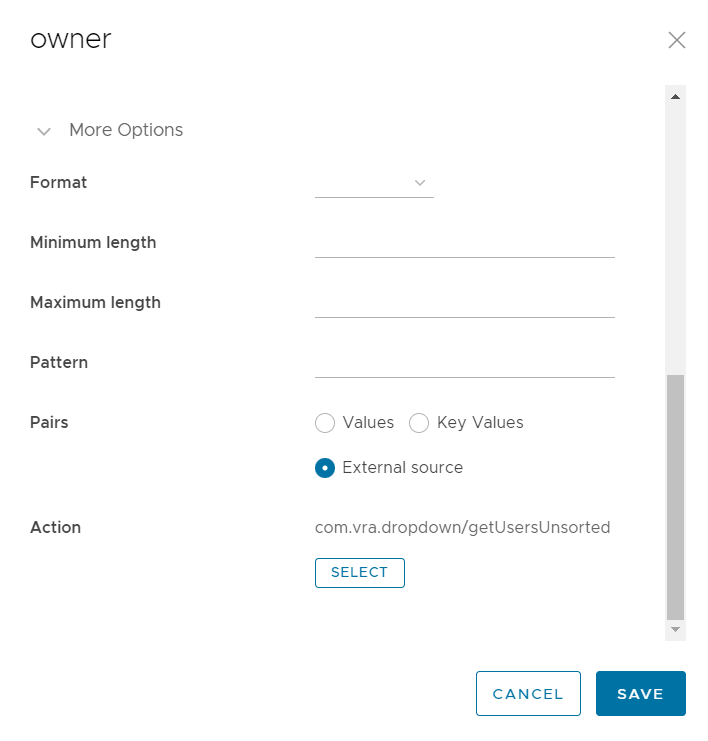 owner
More Options
Format
Minimum length
Maximum length
Pattern
Pairs
Values Key Values
External source
Action com.vra.dropdown/getUsersUnsorted
SELECT
CANCEL SAVE